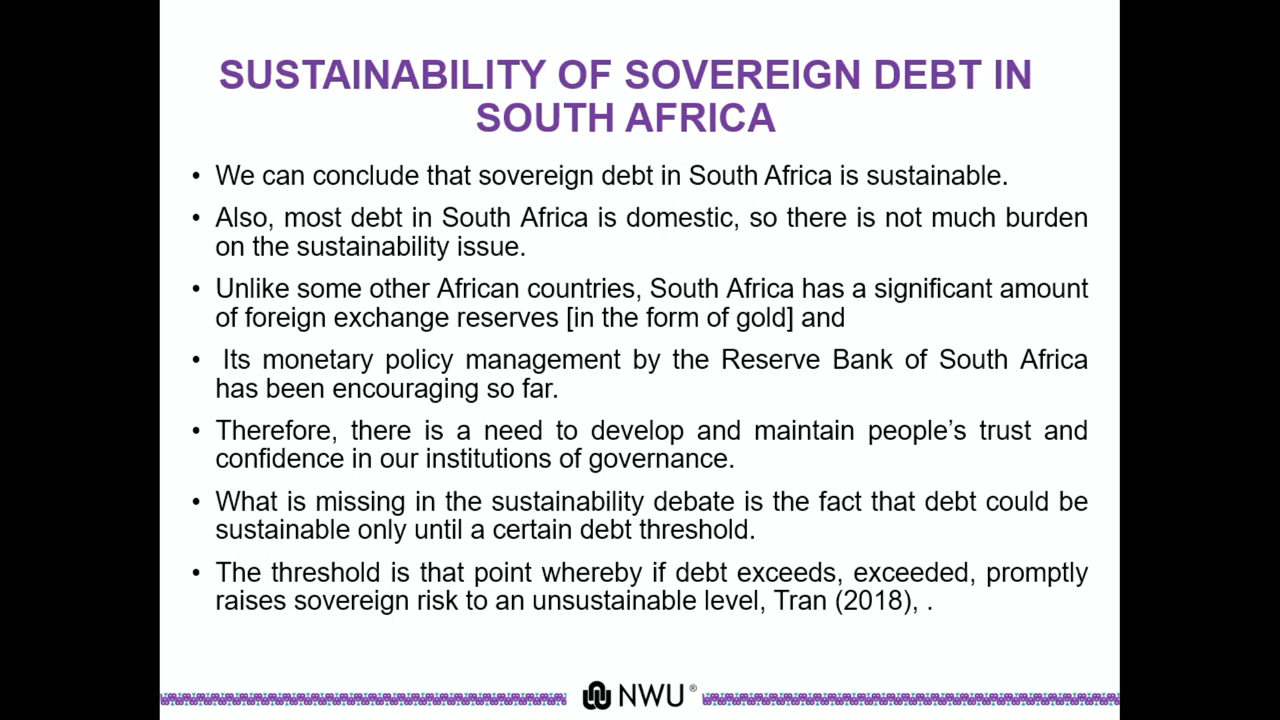 SUSTAINABILITY OF SOVEREIGN DEBT IN
SOUTH AFRICA
• We can conclude that sovereign debt in South Africa is sustainable.
• Also, most debt in South Africa is domestic, so there is not much burden
on the sustainability issue.
• Unlike some other African countries, South Africa has a significant amount
of foreign exchange reserves [in the form of gold] and
• Its monetary policy management by the Reserve Bank of South Africa
has been encouraging so far.
• Therefore, there is a need to develop and maintain people’s trust and
confidence in our institutions of governance.
• What is missing in the sustainability debate is the fact that debt could be
sustainable only until a certain debt threshold.
• The threshold is that point whereby if debt exceeds, exceeded, promptly
raises sovereign risk to an unsustainable level, Tran (2018), .
NWU®